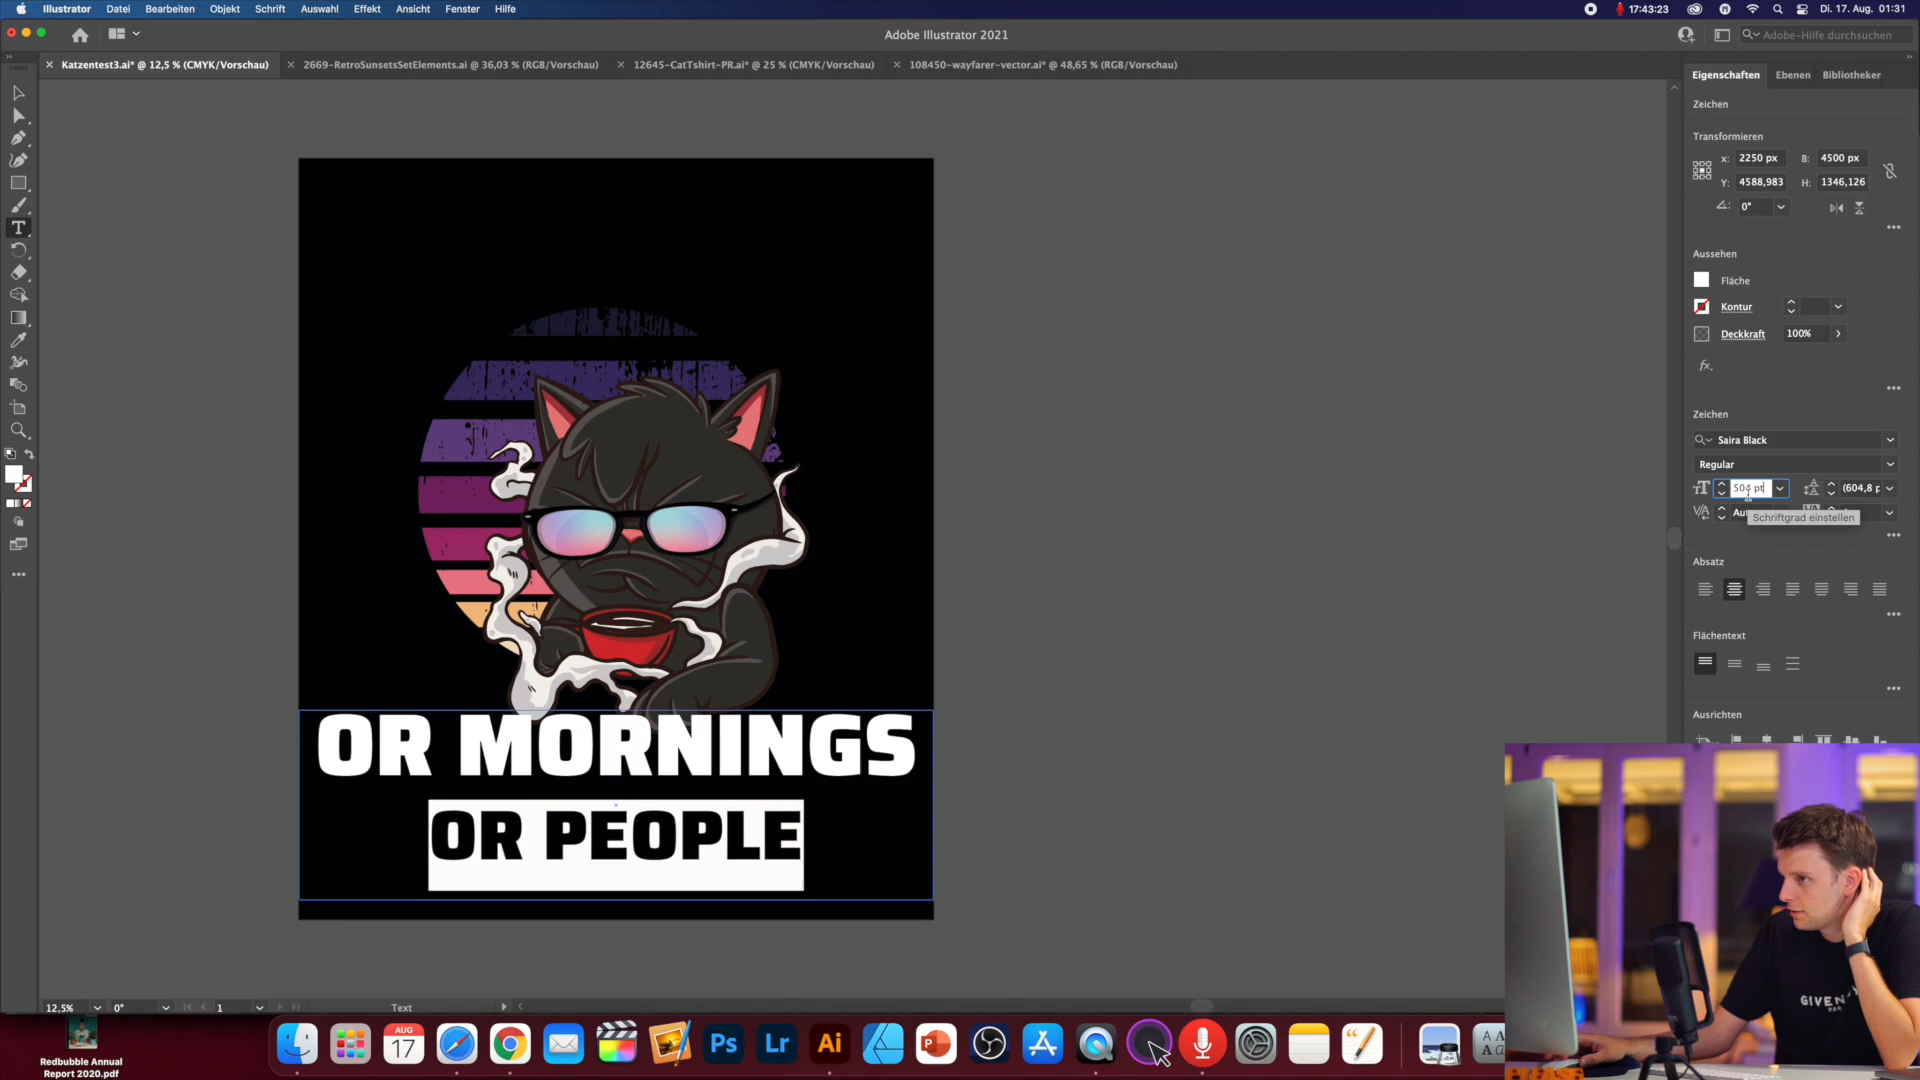 Illustrator Datei Bearbeiten Objekt Schrift Auswahl Effekt Ansicht Fenster Hilfe 17:43:23 Di. 17. Aug. 01:31
Adobe Illustrator 2021 Adobe-Hilfe durchsuchen
Katzentest3.ai* @ 12,5 % (CMYK/Vorschau) 2669-RetroSunsetsSetElements.ai @ 36,03 % (RGB/Vorschau) 12645-CatTshirt-PR.ai* @ 25 % (CMYK/Vorschau) 108450-wayfarer-vector.ai* @ 48,65 % (RGB/Vorschau)
Eigenschaften Ebenen Bibliotheker
Zeichen
Transformieren
X: 2250 px B: 4500 px
Y: 4588,983 H: 1346,126
0°
Aussehen
Fläche
Kontur
Deckkraft 100%
fx.
Zeichen
Saira Black
Regular
504 pt (604,8 p
Schriftgrad einstellen
Absatz
Flächentext
Ausrichten
OR MORNINGS
OR PEOPLE
12,5% 0° 1 Text
AUG
17
Ps Lr Ai
Redbubble Annual
Report 2020.pdf